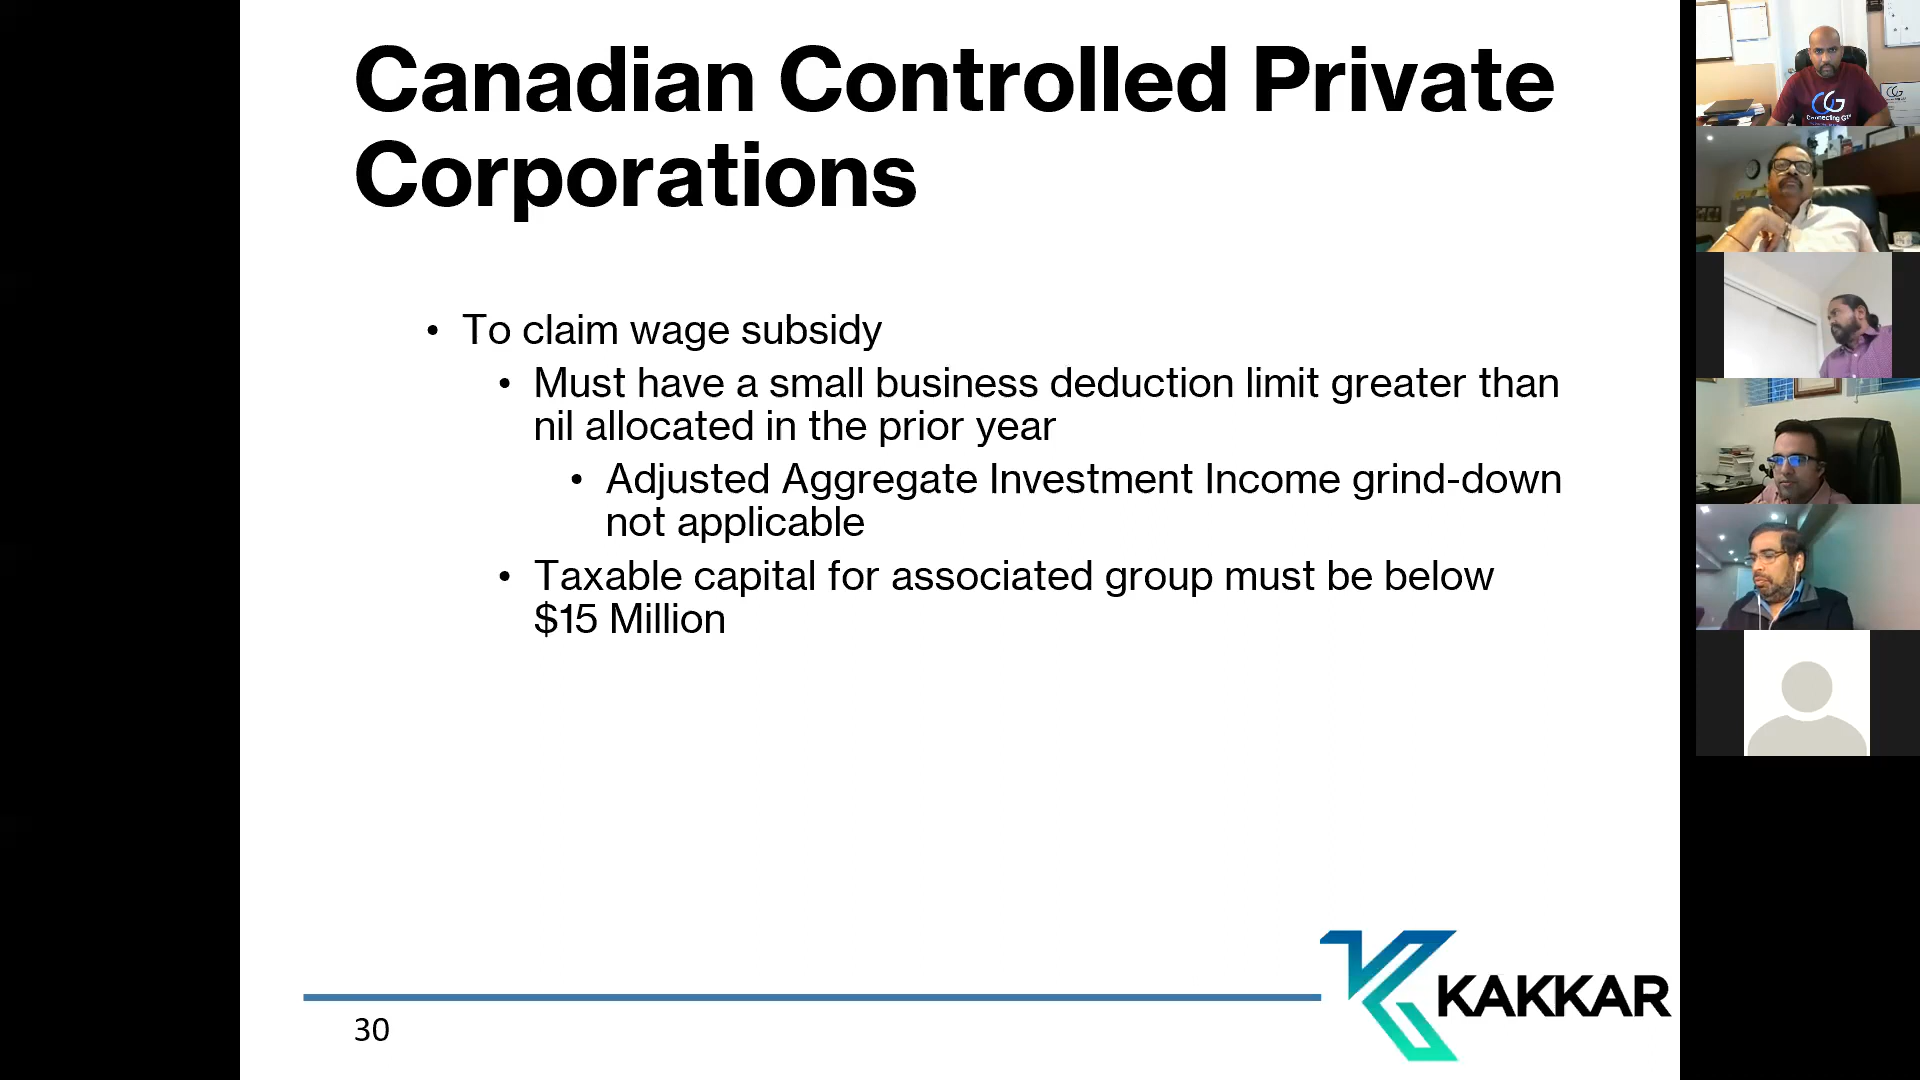 Canadian Controlled Private
Corporations
• To claim wage subsidy
• Must have a small business deduction limit greater than
nil allocated in the prior year
• Adjusted Aggregate Investment Income grind-down
not applicable
• Taxable capital for associated group must be below
$15 Million
30
KAKKAR
CG